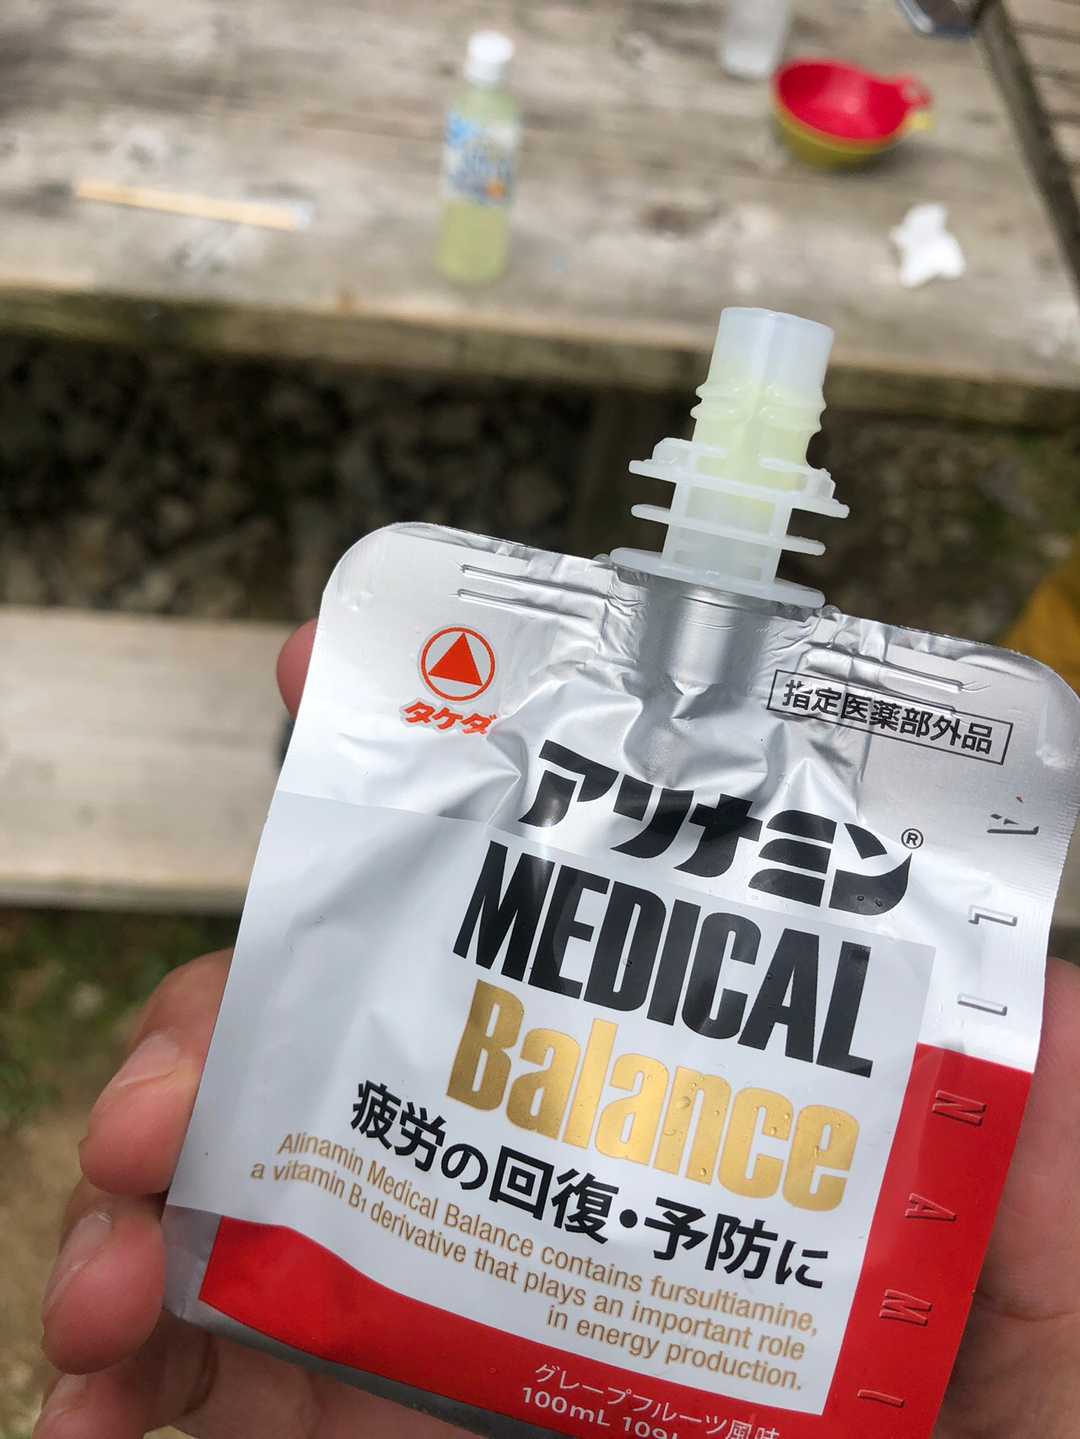 タケダ
指定医薬部外品
アリナミン®
MEDICAL
Balance
疲労の回復・予防に
Alinamin Medical Balance contains fursultiamine,
a vitamin B1 derivative that plays an important role
in energy production.
グレープフルーツ風味
100mL
ALINAMI